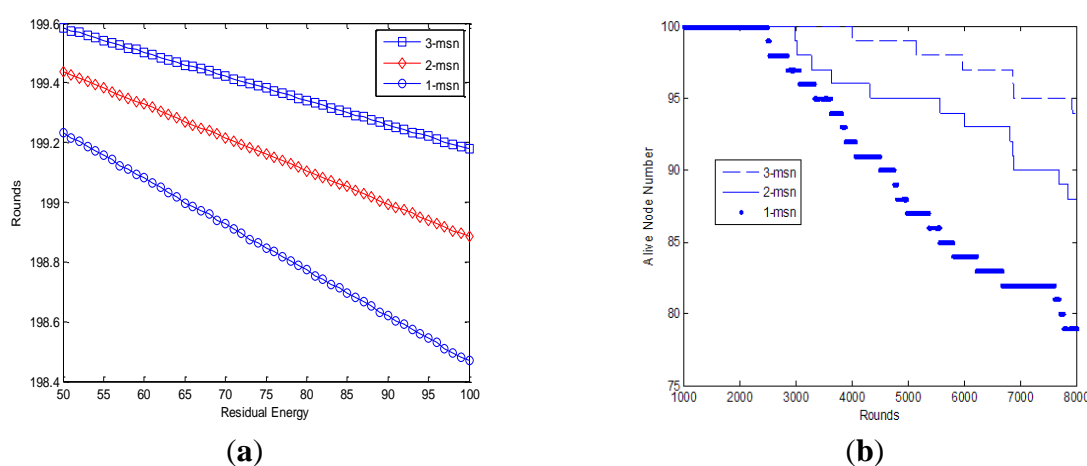 199.6
199.4
199.2
199
198.8
198.6
198.4
Rounds
50 55 60 65 70 75 80 85 90 95 100
Residual Energy
3-msn
2-msn
1-msn
(a)
100
95
90
85
80
75
Alive Node Number
3-msn
2-msn
1-msn
1000 2000 3000 4000 5000 6000 7000 8000
Rounds
(b)